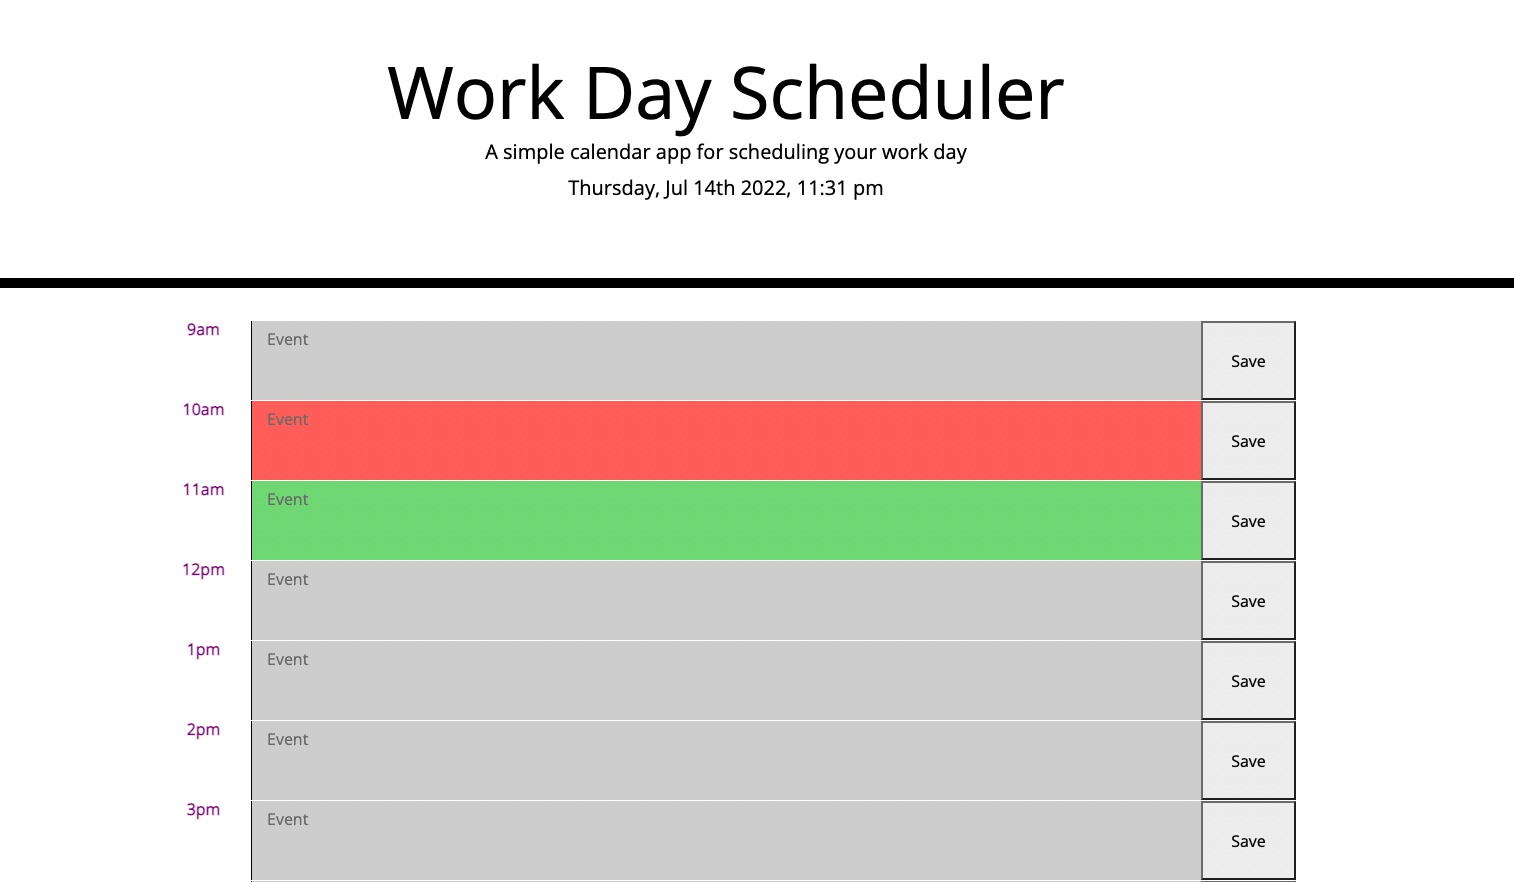 Work Day Scheduler
A simple calendar app for scheduling your work day
Thursday, Jul 14th 2022, 11:31 pm
9am Event Save
10am Event Save
11am Event Save
12pm Event Save
1pm Event Save
2pm Event Save
3pm Event Save